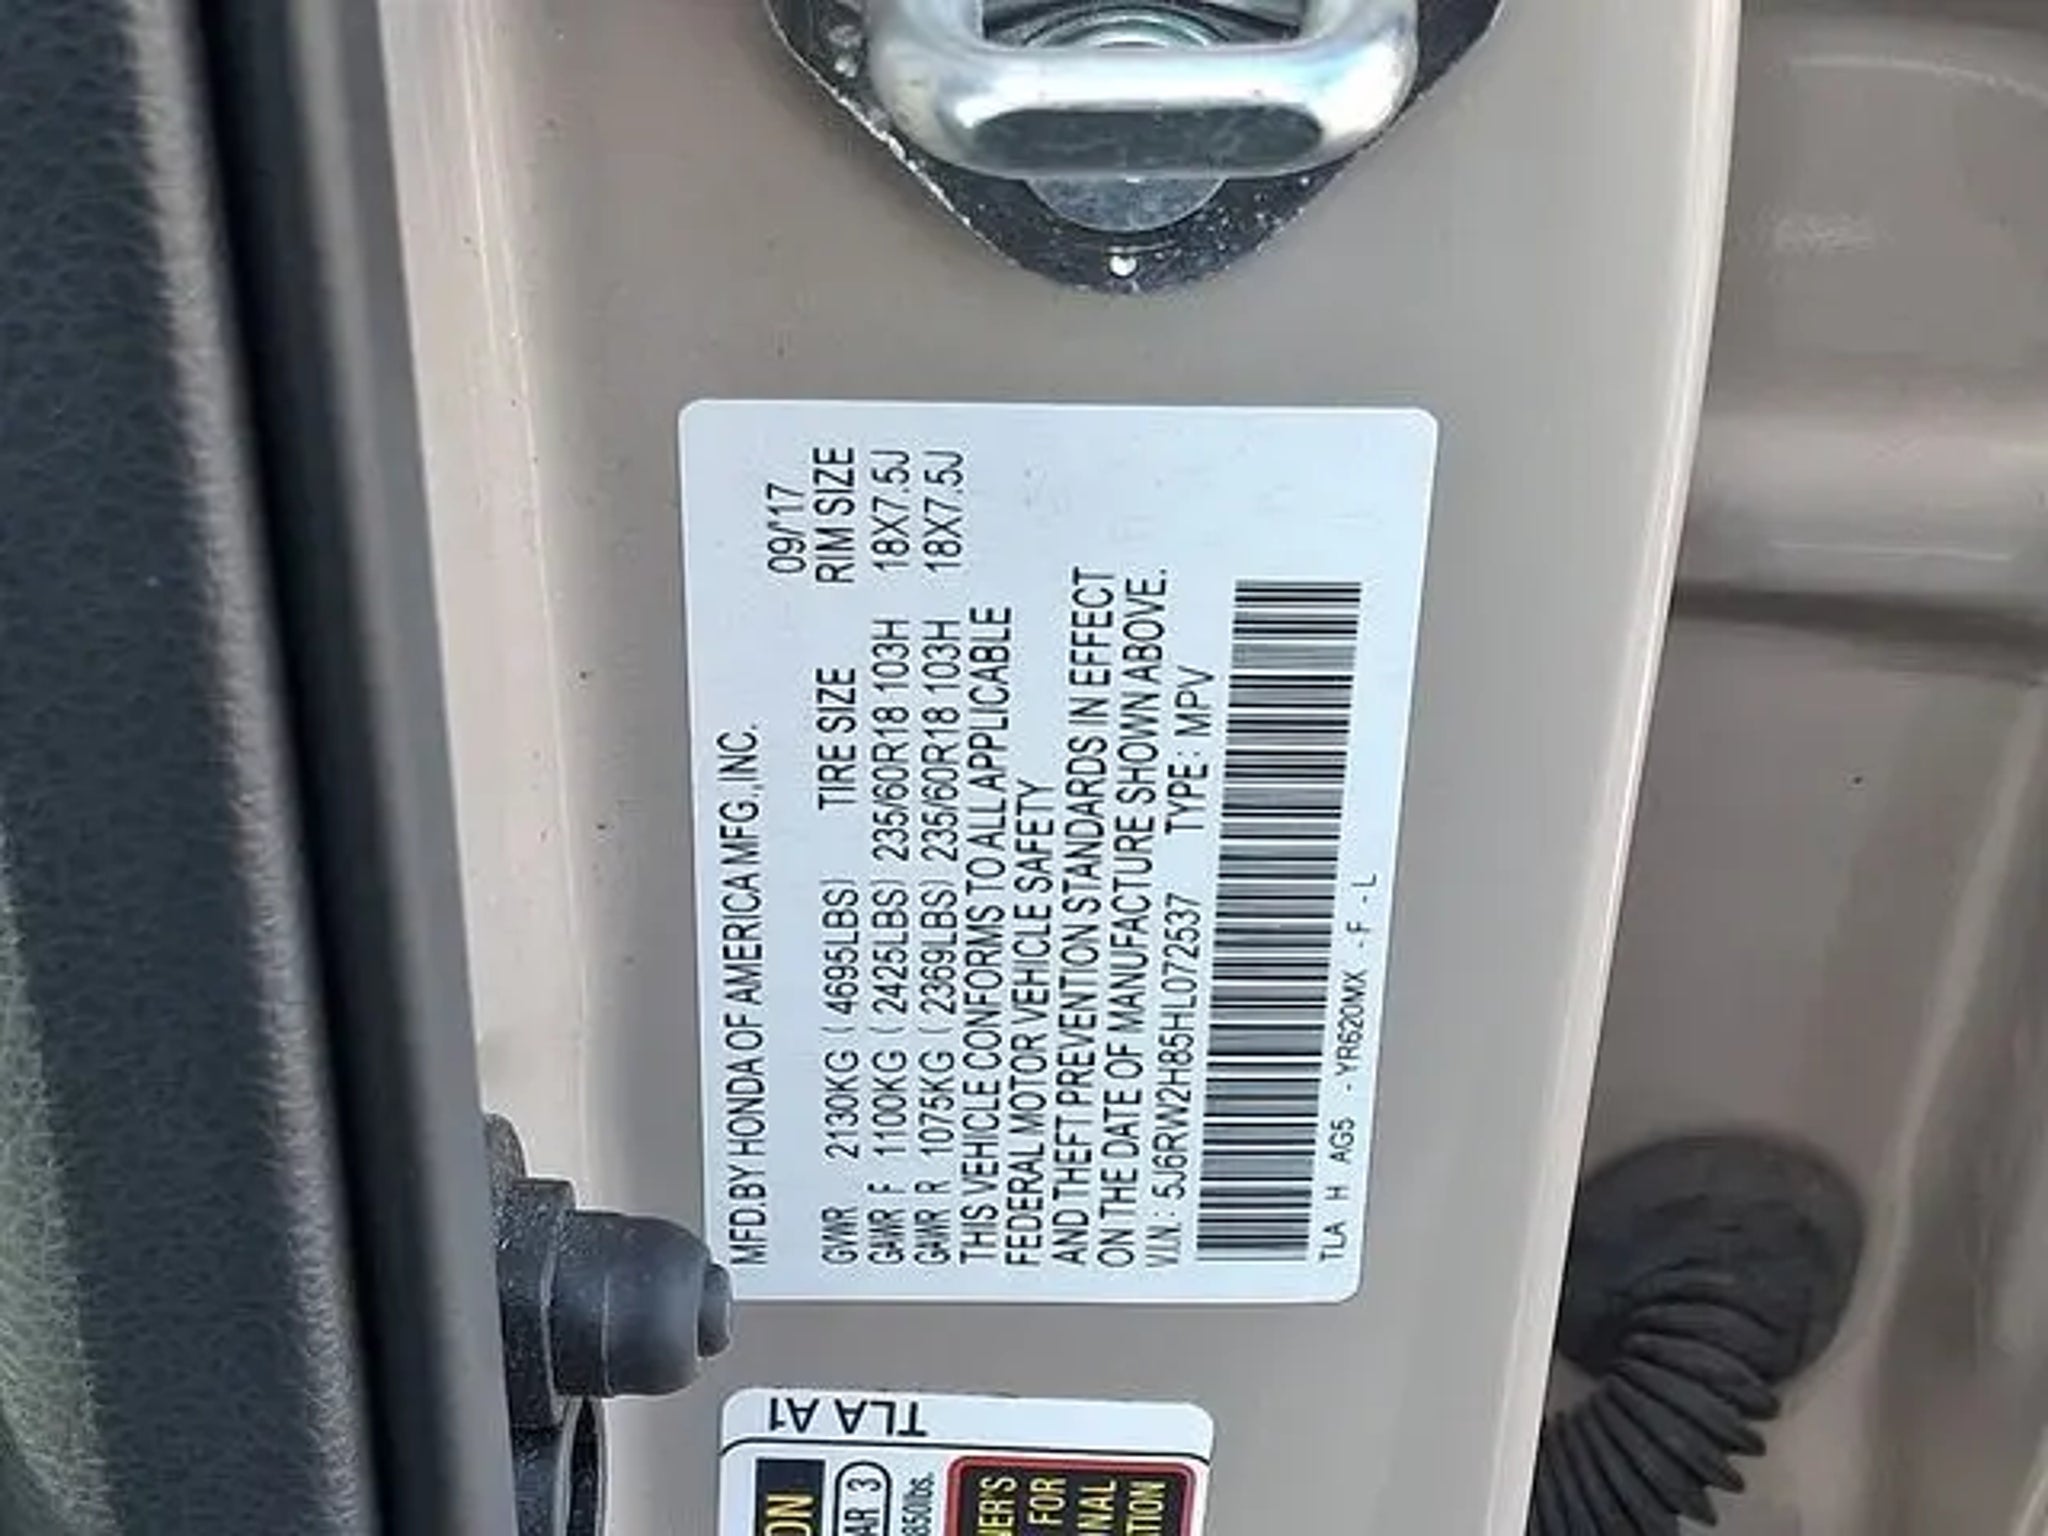 MFD.BY HONDA OF AMERICA MFG.,INC.
09/'17
GVWR 2130KG ( 4695LBS) TIRE SIZE RIM SIZE
GAWR F 1100KG ( 2425LBS) 235/60R18 103H 18X7.5J
GAWR R 1075KG ( 2369LBS) 235/60R18 103H 18X7.5J
THIS VEHICLE CONFORMS TO ALL APPLICABLE
FEDERAL MOTOR VEHICLE SAFETY
AND THEFT PREVENTION STANDARDS IN EFFECT
ON THE DATE OF MANUFACTURE SHOWN ABOVE.
V.I.N.: 5J6RW2H85HL072537 TYPE : MPV
TLA H AG5 -YR620MX -F -L
TLA A1
3
850lbs.
FOR